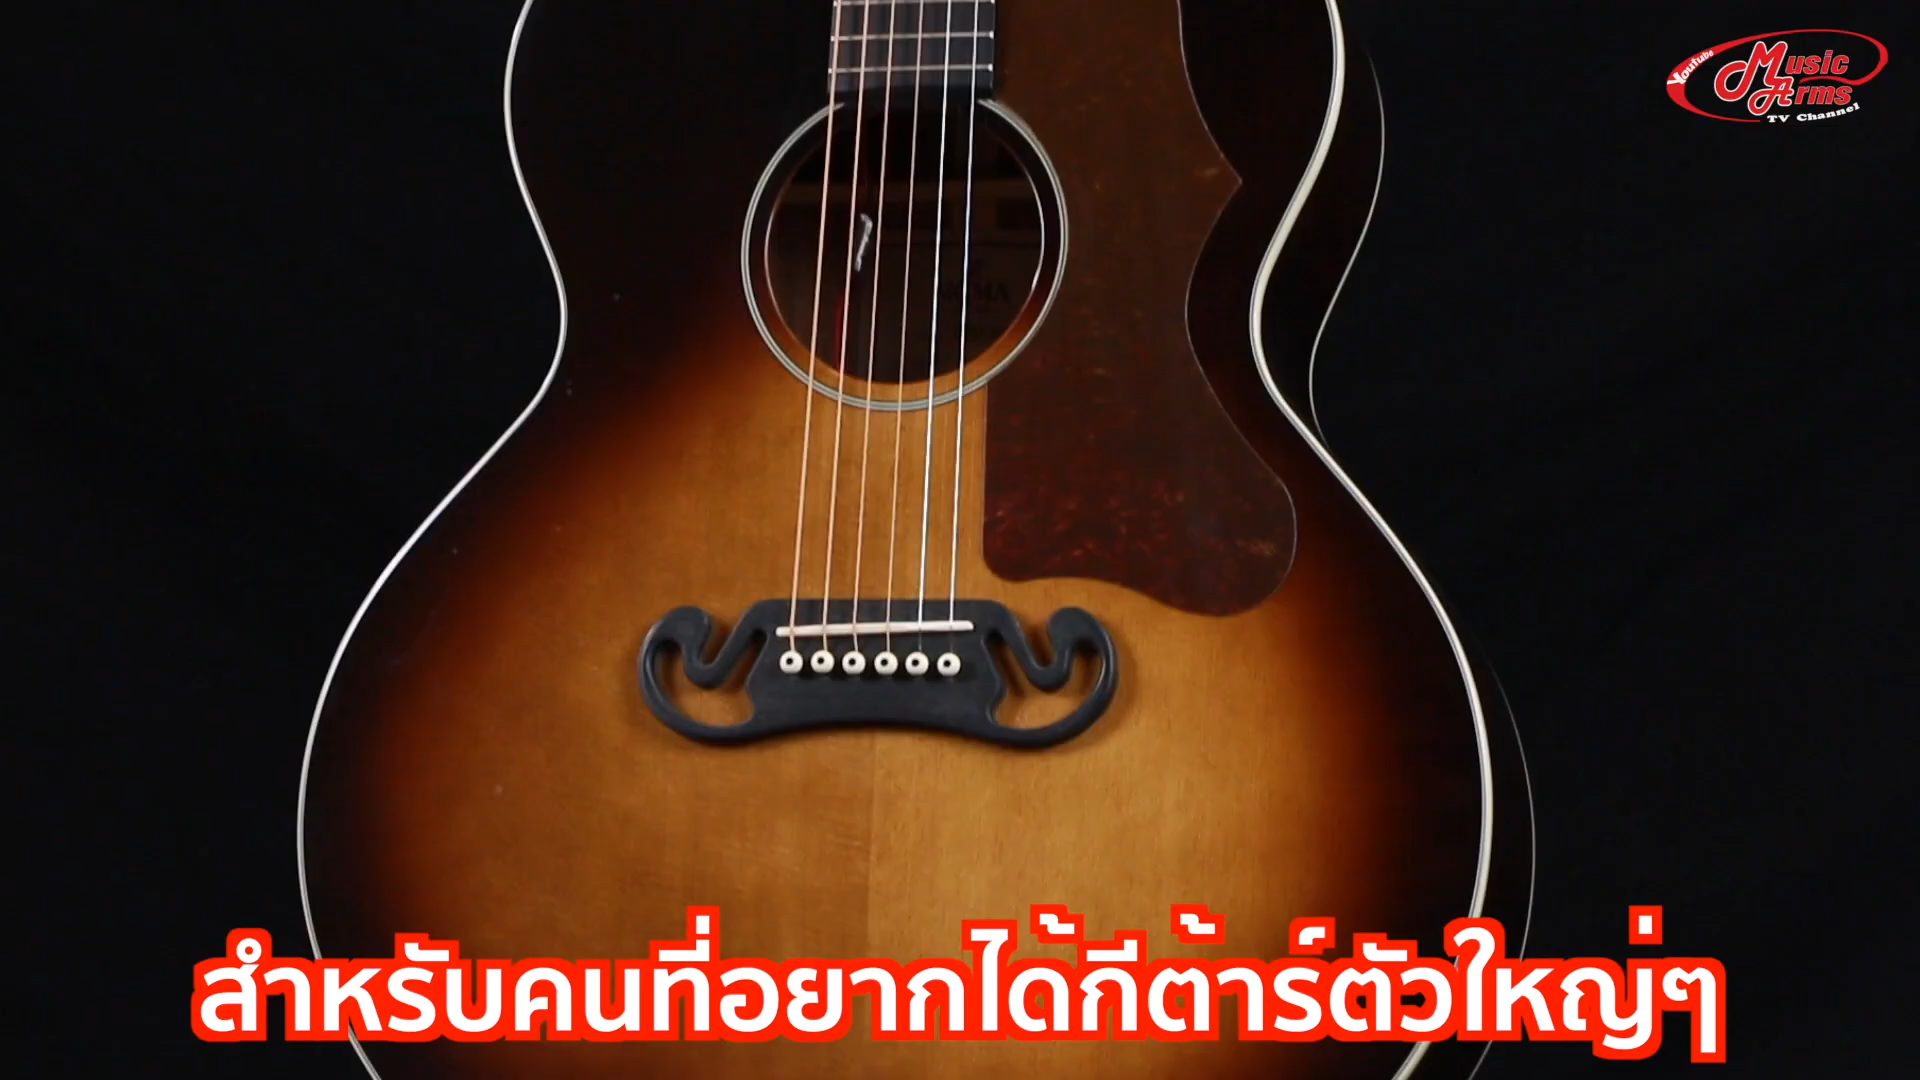 Youtube
Music
Arms
TV Channel
สำหรับคนที่อยากได้กีต้าร์ตัวใหญ่ๆ